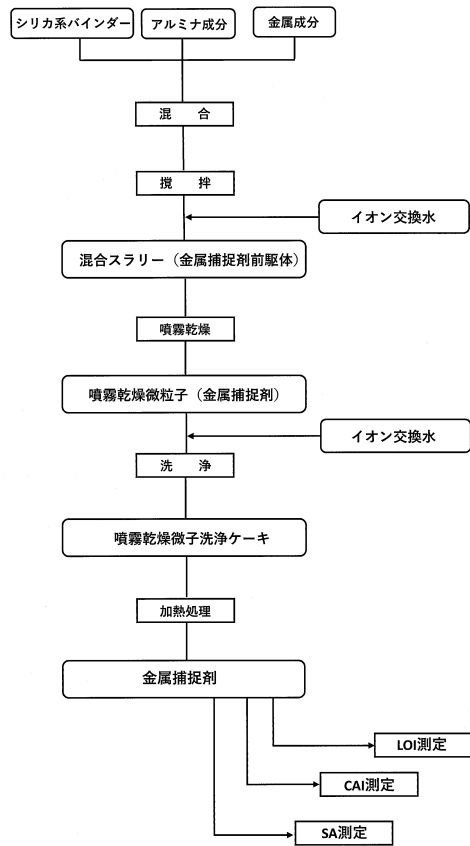 シリカ系バインダー
アルミナ成分
金属成分
混　合
撹　拌
イオン交換水
混合スラリー（金属捕捉剤前駆体）
噴霧乾燥
噴霧乾燥微粒子（金属捕捉剤）
イオン交換水
洗　浄
噴霧乾燥微子洗浄ケーキ
加熱処理
金属捕捉剤
LOI測定
CAI測定
SA測定